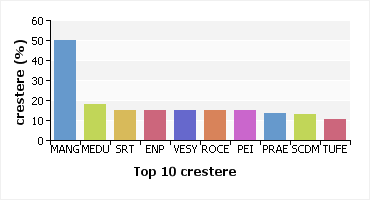 crestere (%)
60
50
40
30
20
10
0
MANG MEDU SRT ENP VESY ROCE PEI PRAE SCDM TUFE
Top 10 crestere